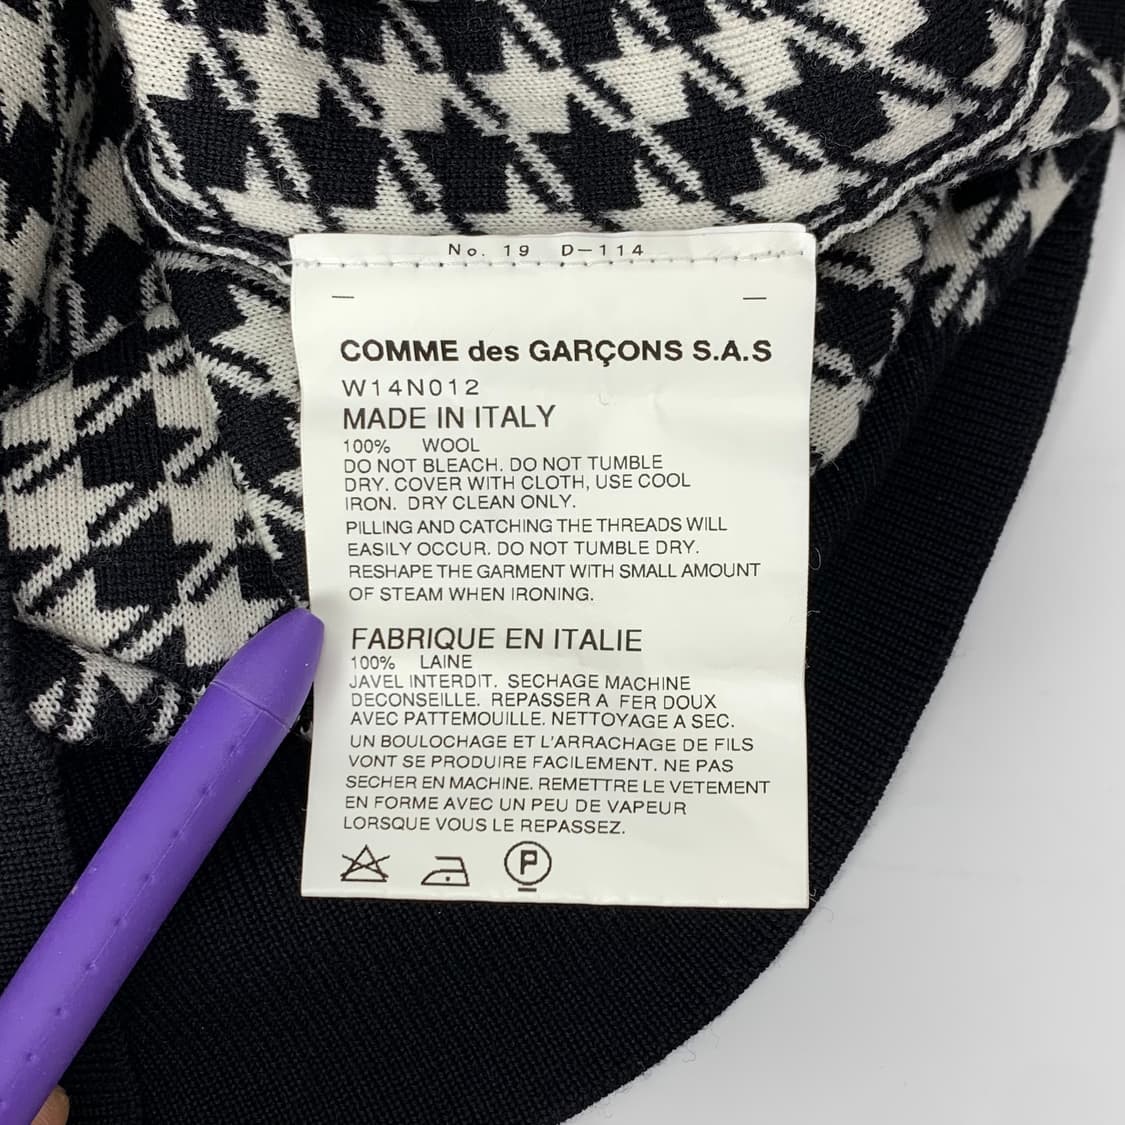 No. 19 D-114
COMME des GARÇONS S.A.S
W14N012
MADE IN ITALY
100% WOOL
DO NOT BLEACH. DO NOT TUMBLE
DRY. COVER WITH CLOTH, USE COOL
IRON. DRY CLEAN ONLY.
PILLING AND CATCHING THE THREADS WILL
EASILY OCCUR. DO NOT TUMBLE DRY.
RESHAPE THE GARMENT WITH SMALL AMOUNT
OF STEAM WHEN IRONING.
FABRIQUE EN ITALIE
100% LAINE
JAVEL INTERDIT. SECHAGE MACHINE
DECONSEILLE. REPASSER A FER DOUX
AVEC PATTEMOUILLE. NETTOYAGE A SEC.
UN BOULOCHAGE ET L'ARRACHAGE DE FILS
VONT SE PRODUIRE FACILEMENT. NE PAS
SECHER EN MACHINE. REMETTRE LE VETEMENT
EN FORME AVEC UN PEU DE VAPEUR
LORSQUE VOUS LE REPASSEZ.
P